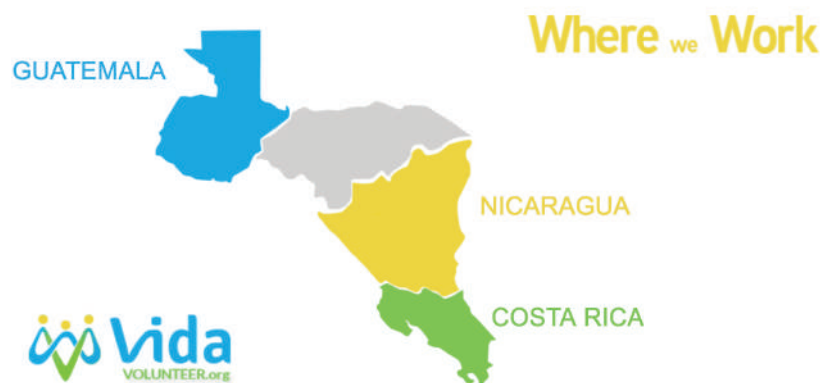 Where we Work
GUATEMALA
NICARAGUA
COSTA RICA
Vida
VOLUNTEER.org